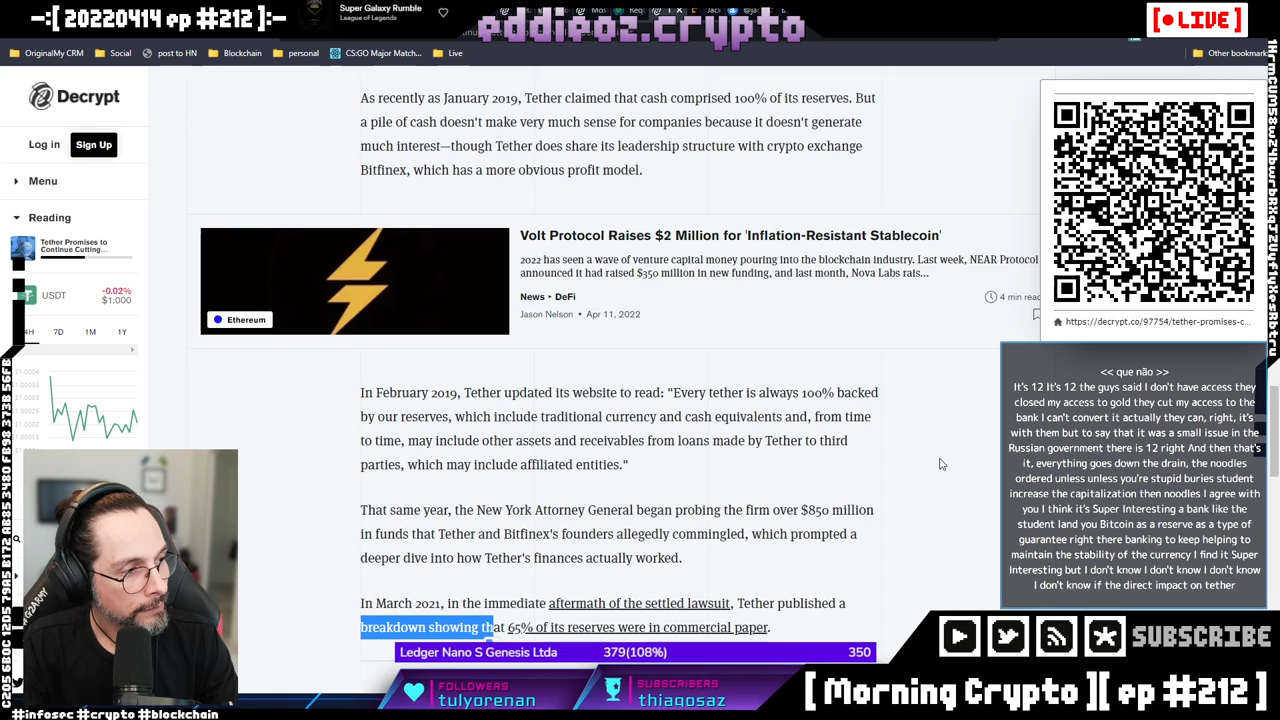 -:[ 20220414 ep #212]:-
Super Galaxy Rumble
League of Legends
eddieoz.crypto
[ • LIVE ]
OriginalMy CRM
Social
post to HN
Blockchain
personal
CS:GO Major Match...
Live
Other bookmark
Decrypt
Log in
Sign Up
Menu
Reading
Tether Promises to
Continue Cutting...
USDT
-0.02%
$1.000
4H
7D
1M
1Y
$1.0004
As recently as January 2019, Tether claimed that cash comprised 100% of its reserves. But
a pile of cash doesn't make very much sense for companies because it doesn't generate
much interest—though Tether does share its leadership structure with crypto exchange
Bitfinex, which has a more obvious profit model.
Ethereum
Volt Protocol Raises $2 Million for 'Inflation-Resistant Stablecoin'
2022 has seen a wave of venture capital money pouring into the blockchain industry. Last week, NEAR Protocol
announced it had raised $350 million in new funding, and last month, Nova Labs rais...
News • DeFi
4 min read
Jason Nelson • Apr 11, 2022
In February 2019, Tether updated its website to read: "Every tether is always 100% backed
by our reserves, which include traditional currency and cash equivalents and, from time
to time, may include other assets and receivables from loans made by Tether to third
parties, which may include affiliated entities."
That same year, the New York Attorney General began probing the firm over $850 million
in funds that Tether and Bitfinex's founders allegedly commingled, which prompted a
deeper dive into how Tether's finances actually worked.
In March 2021, in the immediate aftermath of the settled lawsuit, Tether published a
breakdown showing that 65% of its reserves were in commercial paper.
https://decrypt.co/97754/tether-promises-c...
<< que não >>
It's 12 It's 12 the guys said I don't have access they
closed my access to gold they cut my access to the
bank I can't convert it actually they can, right, it's
with them but to say that it was a small issue in the
Russian government there is 12 right And then that's
it, everything goes down the drain, the noodles
ordered unless unless you're stupid buries student
increase the capitalization then noodles I agree with
you I think it's Super Interesting a bank like the
student land you Bitcoin as a reserve as a type of
guarantee right there banking to keep helping to
maintain the stability of the currency I find it Super
Interesting but I don't know I don't know I don't know
I don't know if the direct impact on tether
Ledger Nano S Genesis Ltda
379(108%)
350
FOLLOWERS
tulyorenan
SUBSCRIBERS
thiagosaz
SUBSCRIBE
[ Morning Crypto ][ ep #212 ]
#infosec #crypto #blockchain